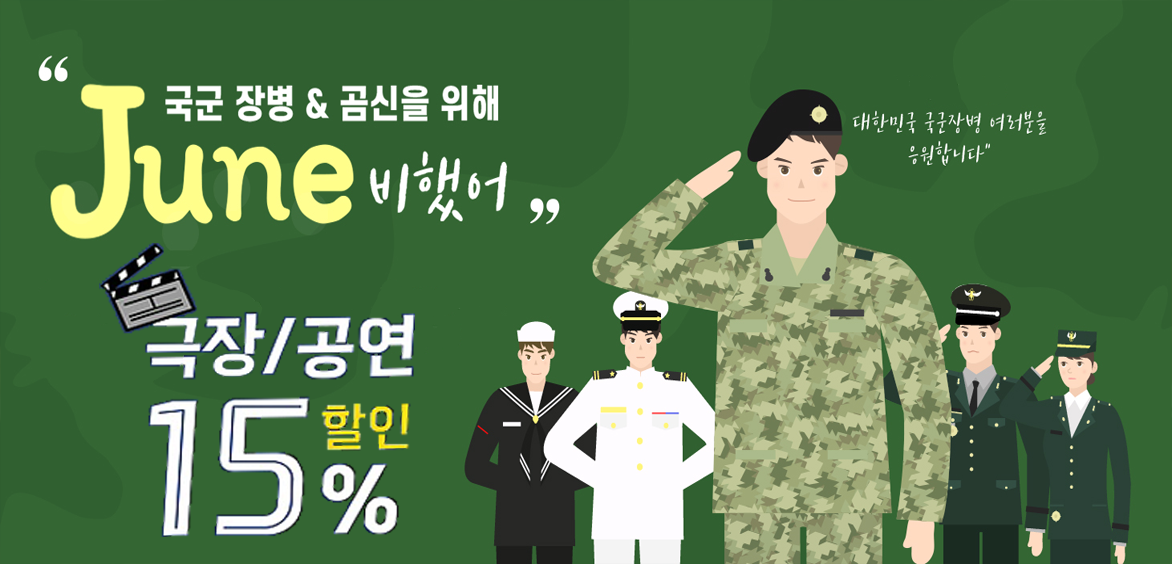 “
국군 장병 & 곰신을 위해
June 비했어 ”
극장/공연
15% 할인
대한민국 국군장병 여러분을
응원합니다"